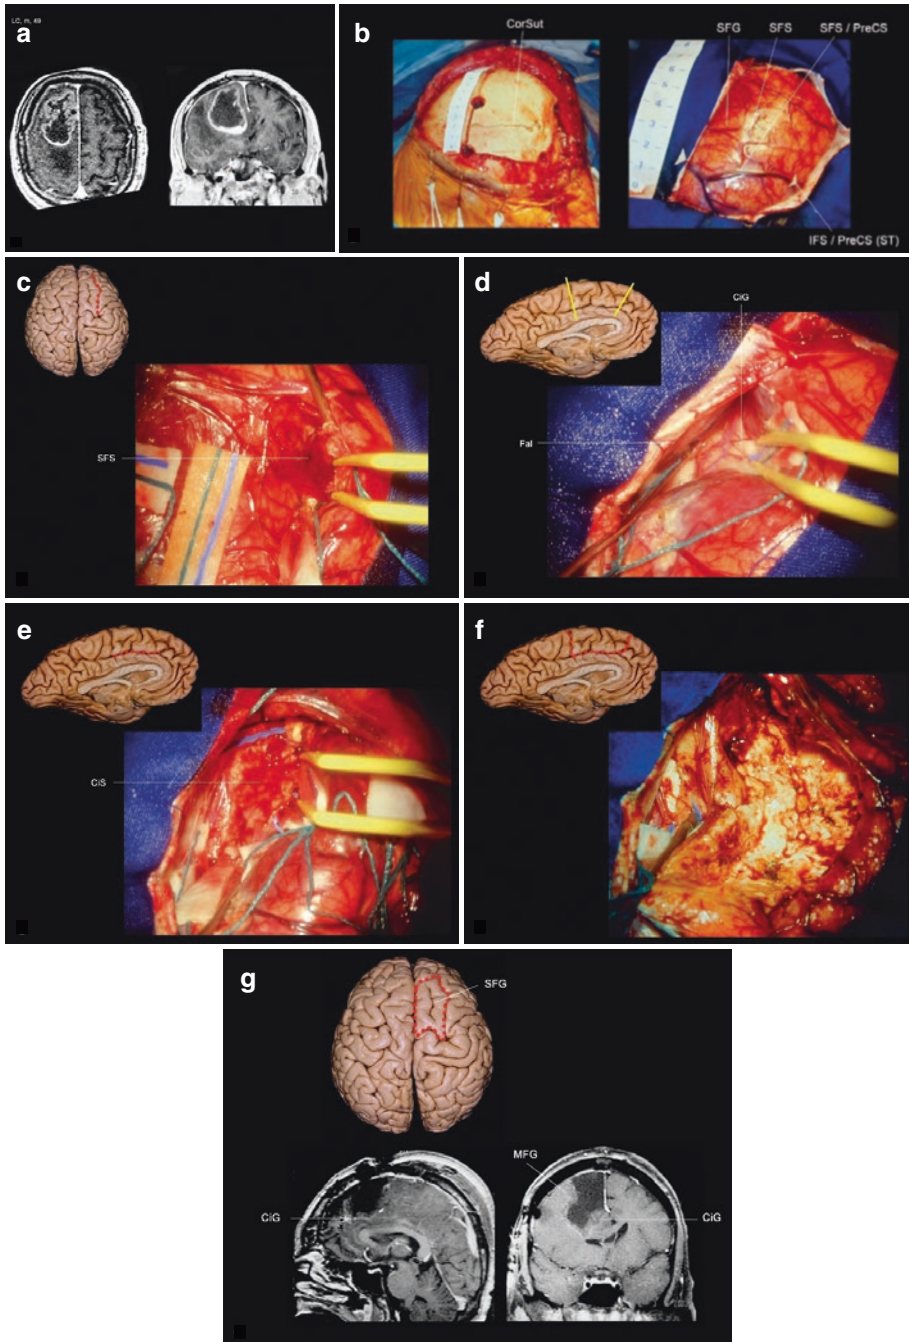 LC, m, 49
a
b
CorSut
SFG
SFS
SFS / PreCS
IFS / PreCS (ST)
c
SFS
d
CiG
Fal
e
CiS
f
g
SFG
MFG
CiG
CiG